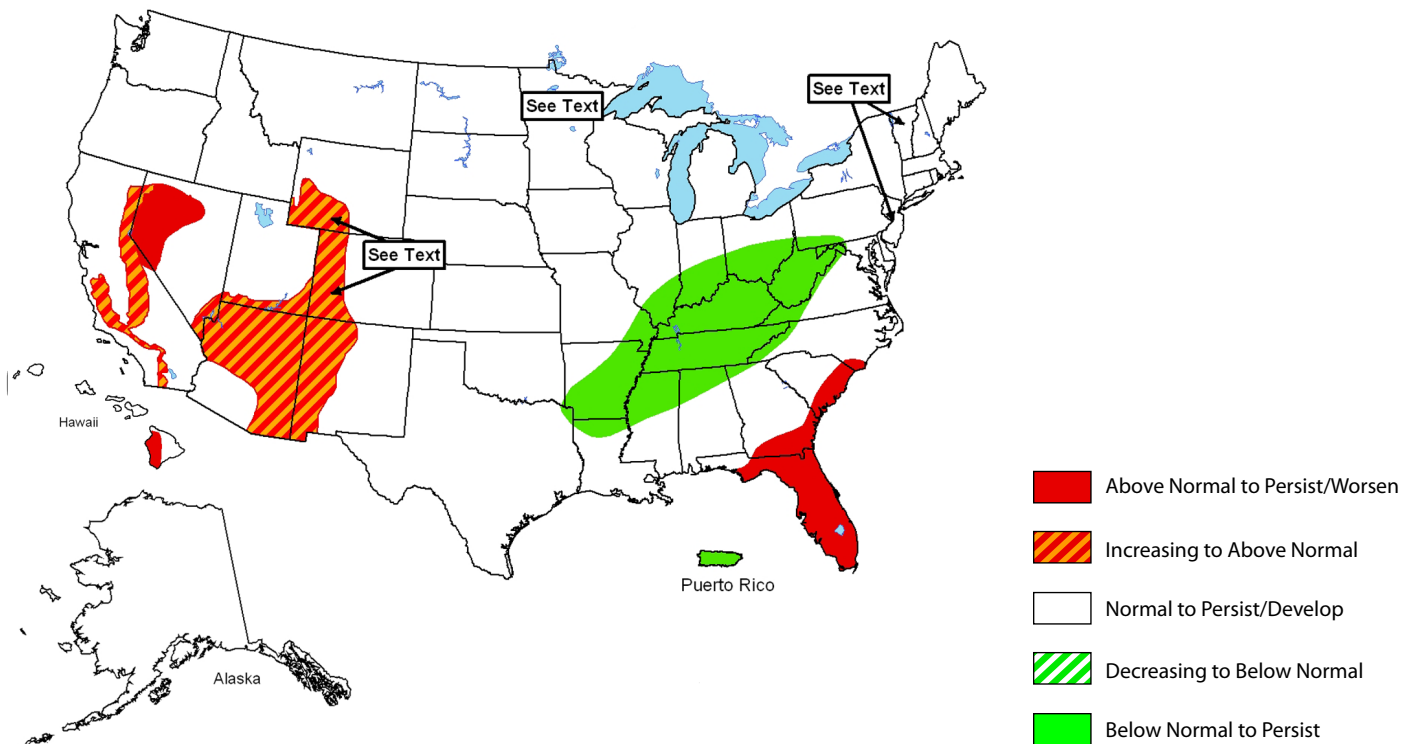 See Text
See Text
See Text
Hawaii
Above Normal to Persist/Worsen
Increasing to Above Normal
Puerto Rico
Normal to Persist/Develop
Alaska
Decreasing to Below Normal
Below Normal to Persist